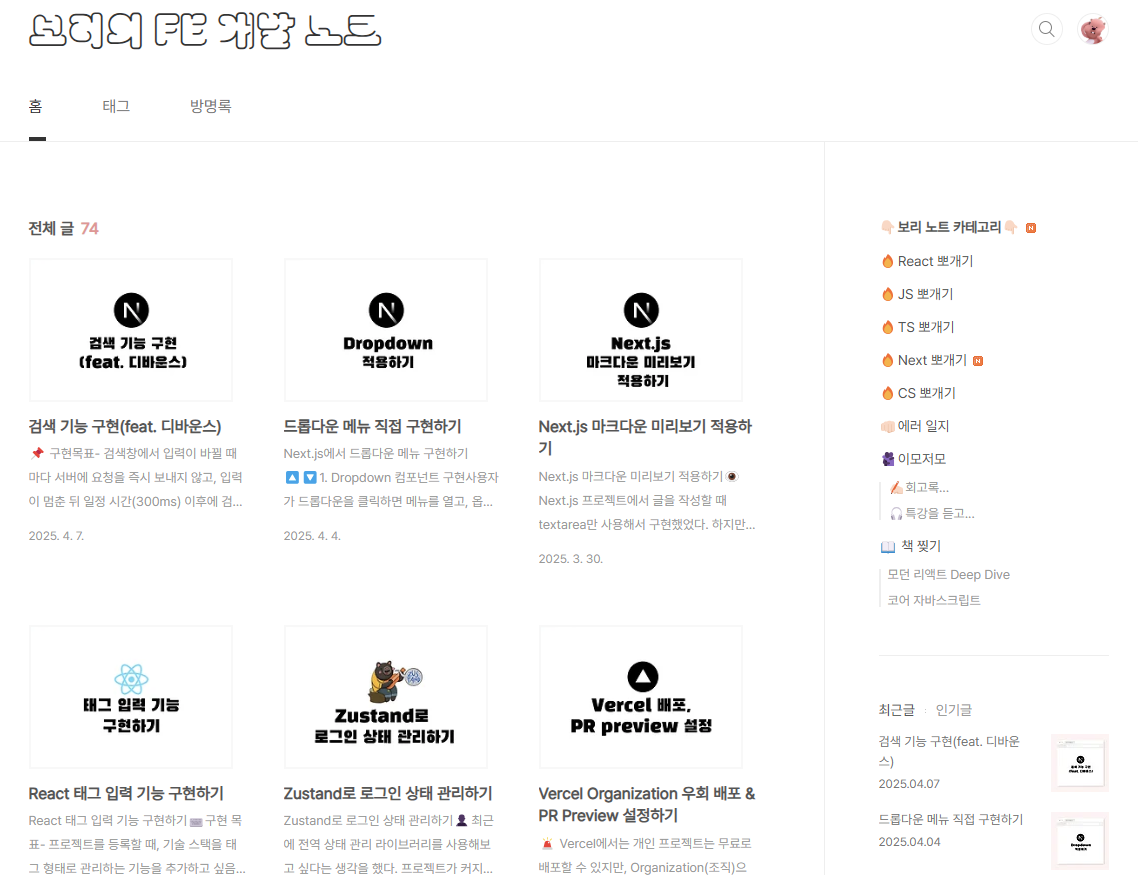 보리의 FE 개발 노트
홈
태그
방명록
전체 글 74
검색 기능 구현
(feat. 디바운스)
Dropdown
적용하기
Next.js
마크다운 미리보기
적용하기
검색 기능 구현(feat. 디바운스)
구현목표- 검색창에서 입력이 바뀔 때
마다 서버에 요청을 즉시 보내지 않고, 입력
이 멈춘 뒤 일정 시간(300ms) 이후에 검...
2025. 4. 7.
드롭다운 메뉴 직접 구현하기
Next.js에서 드롭다운 메뉴 구현하기
🔼🔽1. Dropdown 컴포넌트 구현사용자
가 드롭다운을 클릭하면 메뉴를 열고, 옵...
2025. 4. 4.
Next.js 마크다운 미리보기 적용하
기
Next.js 마크다운 미리보기 적용하기
Next.js 프로젝트에서 글을 작성할 때
textarea만 사용해서 구현했었다. 하지만...
2025. 3. 30.
태그 입력 기능
구현하기
Zustand로
로그인 상태 관리하기
Vercel 배포,
PR preview 설정
React 태그 입력 기능 구현하기
React 태그 입력 기능 구현하기 구현 목
표- 프로젝트를 등록할 때, 기술 스택을 태
그 형태로 관리하는 기능을 추가하고 싶음...
Zustand로 로그인 상태 관리하기
Zustand로 로그인 상태 관리하기 최근
에 전역 상태 관리 라이브러리를 사용해보
고 싶다는 생각을 했다. 프로젝트가 커지...
Vercel Organization 우회 배포 &
PR Preview 설정하기
Vercel에서는 개인 프로젝트는 무료로
배포할 수 있지만, Organization(조직)으
보리 노트 카테고리 N
React 뽀개기
JS 뽀개기
TS 뽀개기
Next 뽀개기 N
CS 뽀개기
에러 일지
이모저모
회고록...
특강을 듣고...
책 찢기
모던 리액트 Deep Dive
코어 자바스크립트
최근글 : 인기글
검색 기능 구현(feat. 디바운
스)
2025.04.07
검색 기능 구현
(feat. 디바운스)
드롭다운 메뉴 직접 구현하기
2025.04.04
Dropdown
적용하기